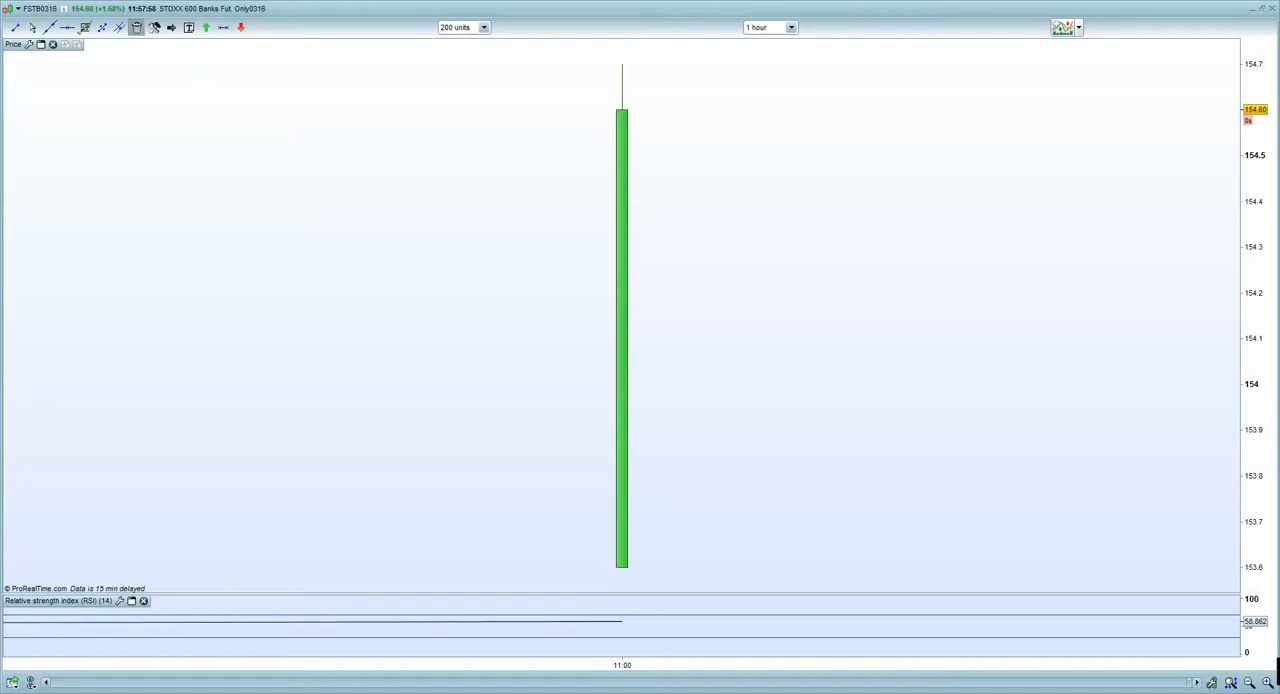 FSTB0316 154.60 (+1.58%) 11:57:58 STOXX 600 Banks Fut. Only0316
200 units 1 hour
Price
154.7
154.60
0s
154.5
154.4
154.3
154.2
154.1
154
153.9
153.8
153.7
153.6
© ProRealTime.com Data is 15 min delayed
Relative strength index (RSI) (14)
100
58.862
0
11:00